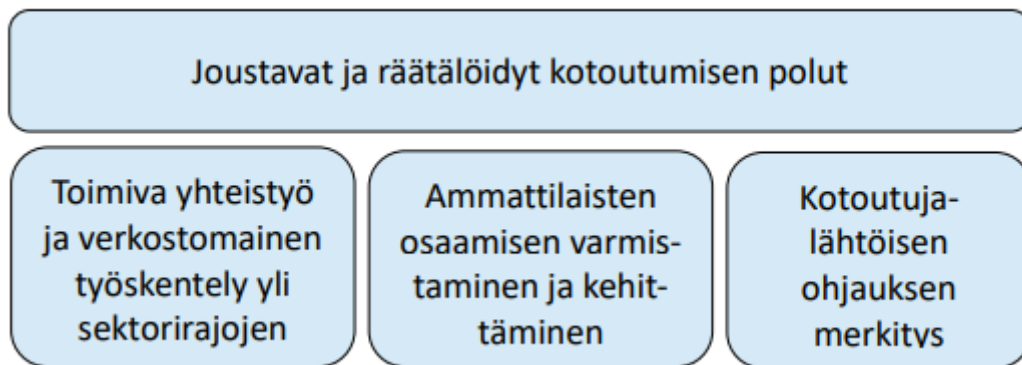 Joustavat ja räätälöidyt kotoutumisen polut
Toimiva yhteistyö
ja verkostomainen
työskentely yli
sektorirajojen
Ammattilaisten
osaamisen varmis-
taminen ja kehit-
täminen
Kotoutuja-
lähtöisen
ohjauksen
merkitys